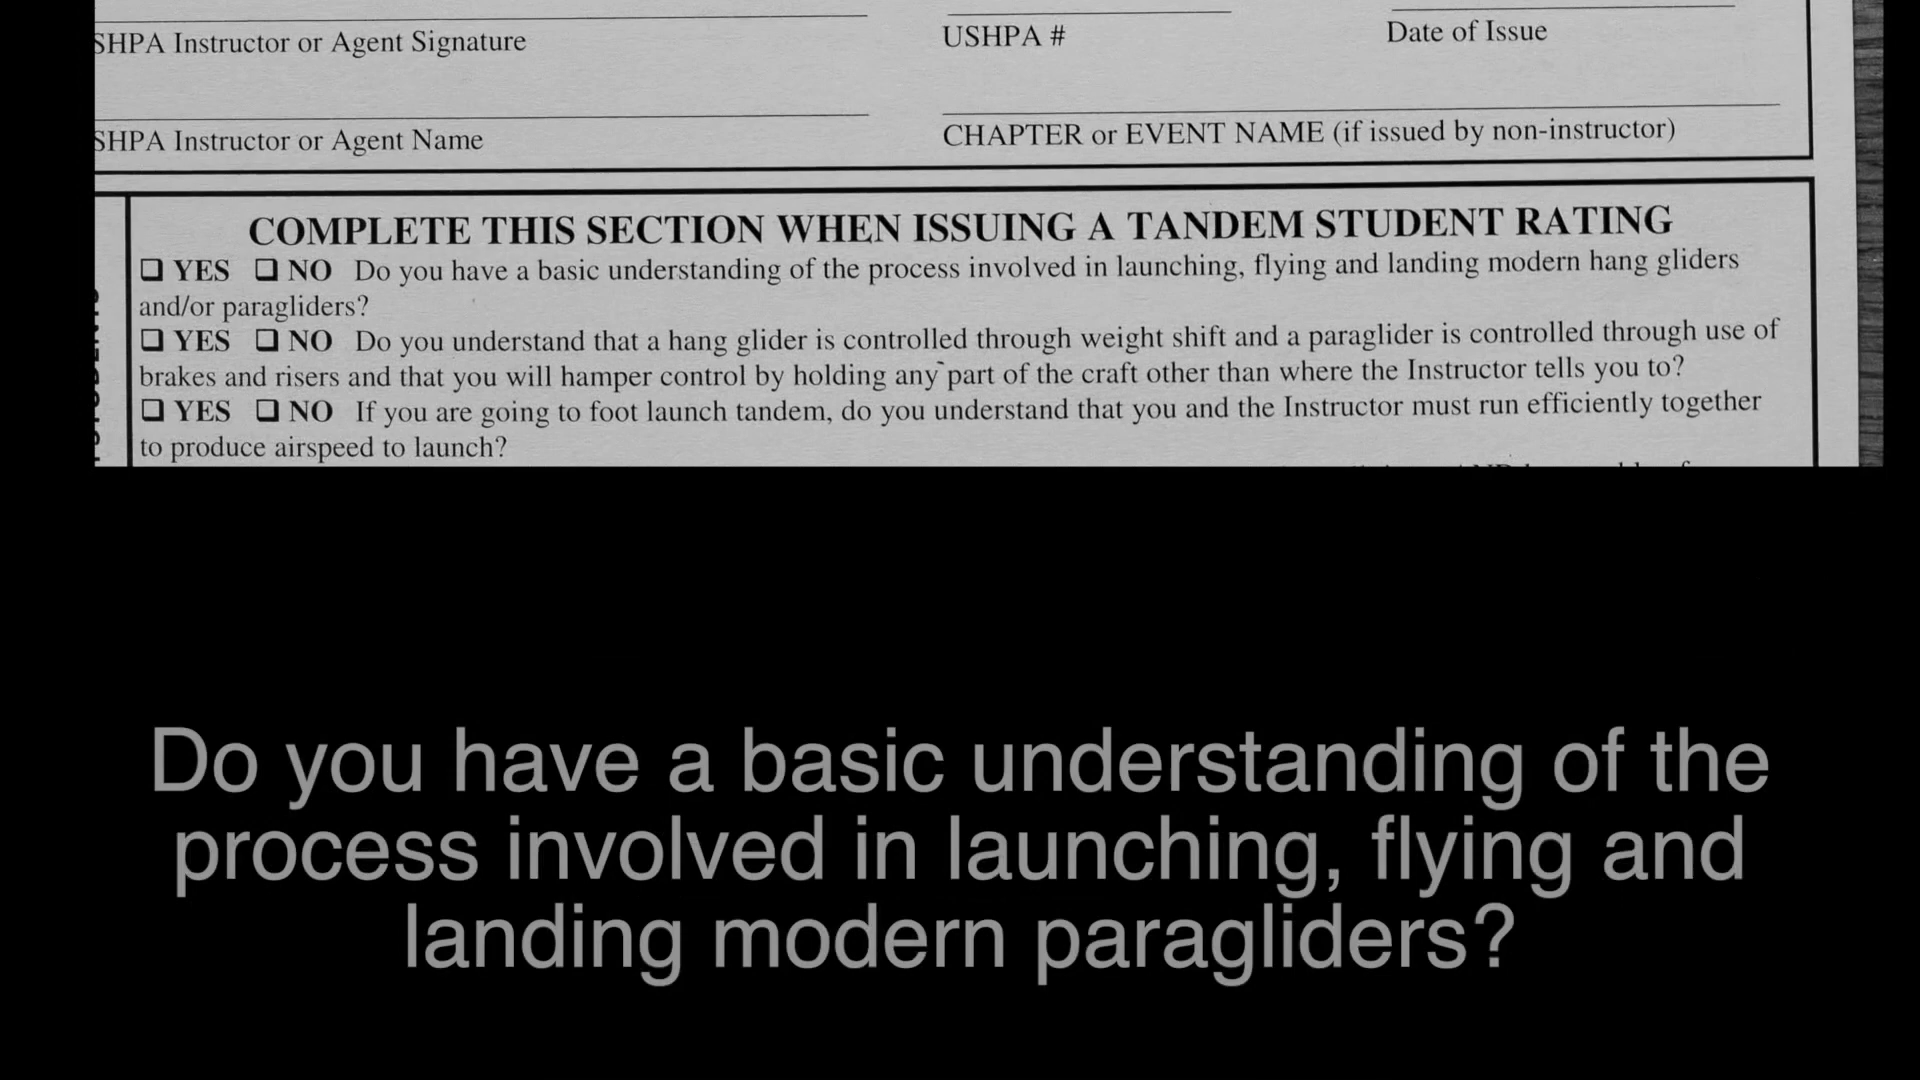 SHPA Instructor or Agent Signature USHPA # Date of Issue
SHPA Instructor or Agent Name CHAPTER or EVENT NAME (if issued by non-instructor)
COMPLETE THIS SECTION WHEN ISSUING A TANDEM STUDENT RATING
❏ YES ❏ NO Do you have a basic understanding of the process involved in launching, flying and landing modern hang gliders
and/or paragliders?
❏ YES ❏ NO Do you understand that a hang glider is controlled through weight shift and a paraglider is controlled through use of
brakes and risers and that you will hamper control by holding any part of the craft other than where the Instructor tells you to?
❏ YES ❏ NO If you are going to foot launch tandem, do you understand that you and the Instructor must run efficiently together
to produce airspeed to launch?
Do you have a basic understanding of the
process involved in launching, flying and
landing modern paragliders?